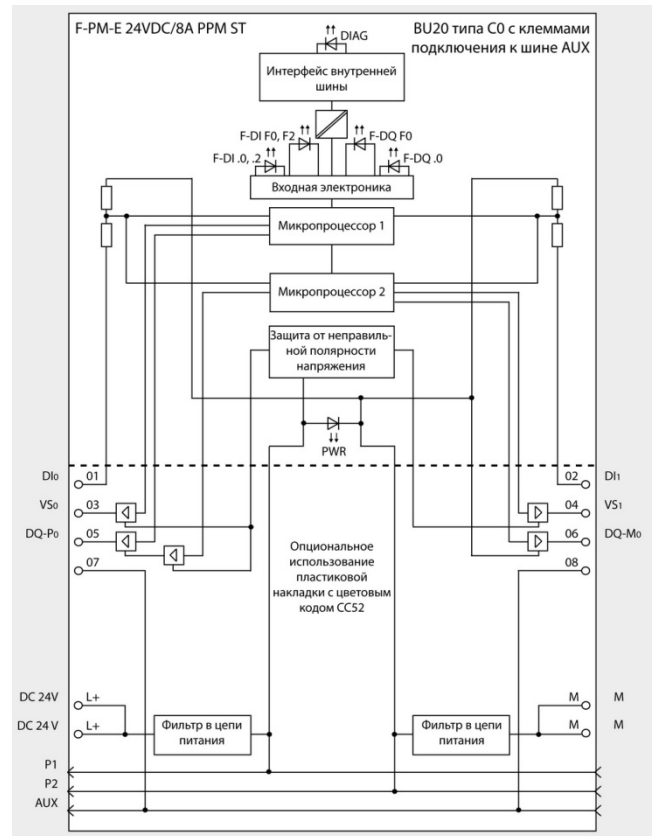 F-PM-E 24VDC/8A PPM ST
BU20 типа C0 с клеммами
подключения к шине AUX
DIAG
Интерфейс внутренней
шины
F-DI F0, F2
F-DQ F0
F-DI .0, .2
F-DQ .0
Входная электроника
Микропроцессор 1
Микропроцессор 2
Защита от неправиль-
ной полярности
напряжения
PWR
DI0 01
02 DI1
VS0 03
04 VS1
DQ-P0 05
06 DQ-M0
07
08
Опциональное
использование
пластиковой
накладки с цветовым
кодом CC52
DC 24V L+
M M
DC 24 V L+
M M
Фильтр в цепи
питания
Фильтр в цепи
питания
P1
P2
AUX